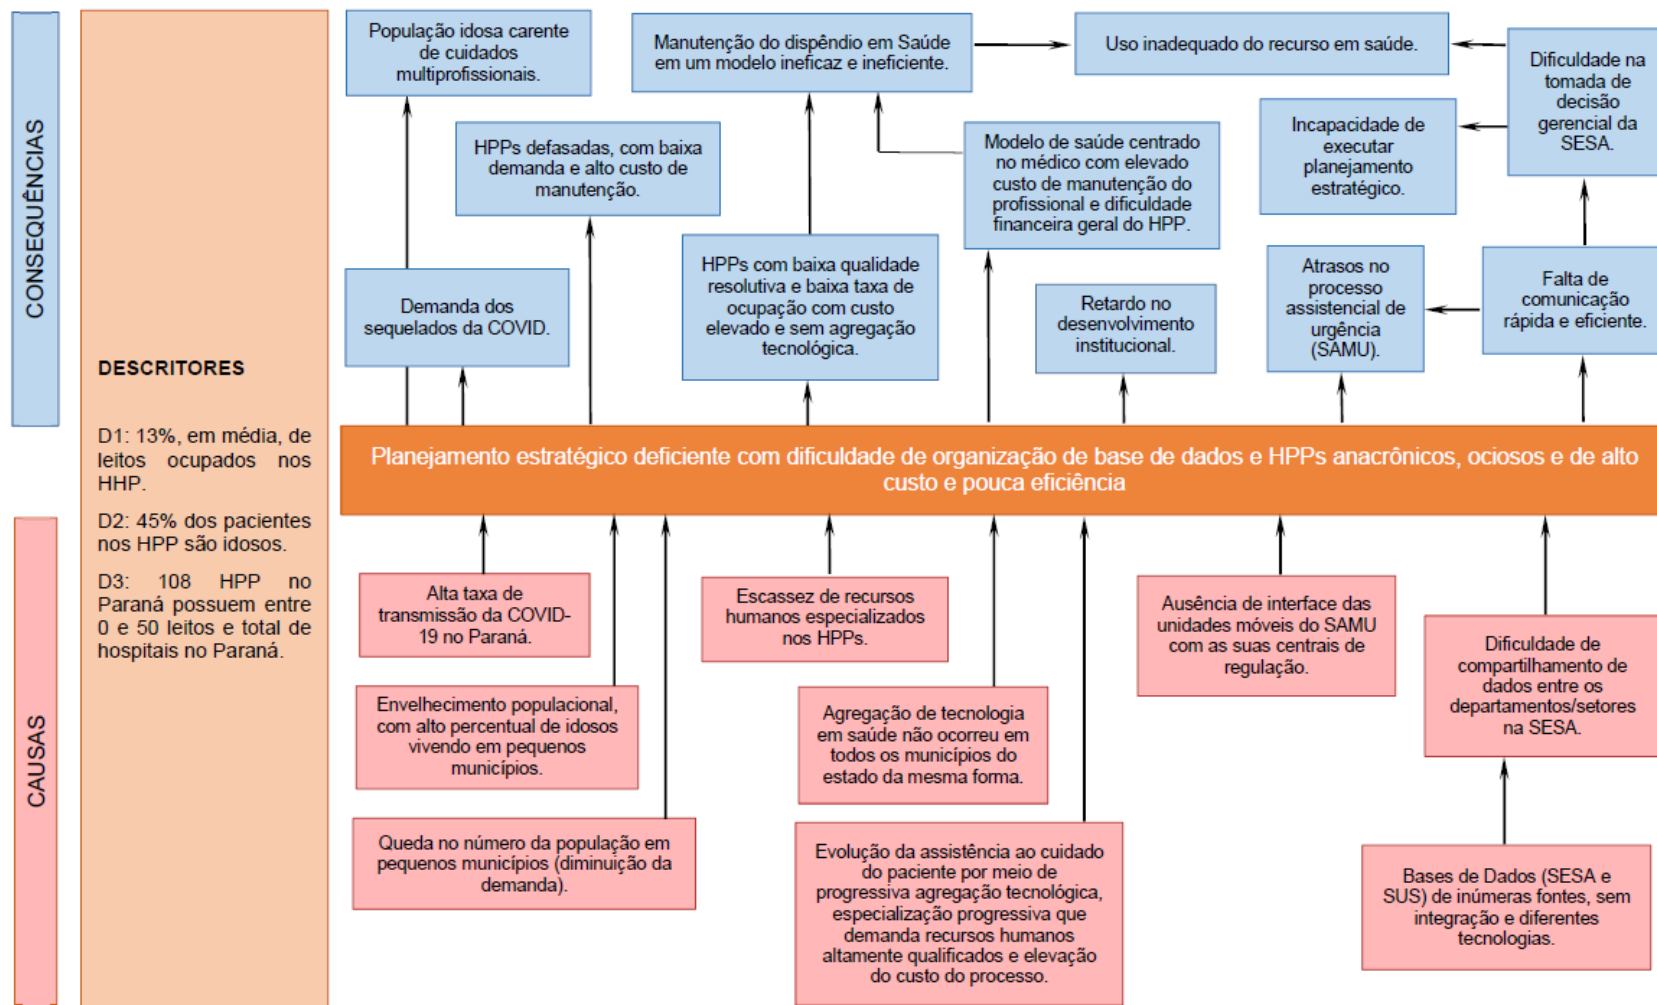 CONSEQUÊNCIAS
CAUSAS
DESCRITORES
D1: 13%, em média, de
leitos ocupados nos
HHP.
D2: 45% dos pacientes
nos HPP são idosos.
D3: 108 HPP no
Paraná possuem entre
0 e 50 leitos e total de
hospitais no Paraná.
População idosa carente
de cuidados
multiprofissionais.
Manutenção do dispêndio em Saúde
em um modelo ineficaz e ineficiente.
Uso inadequado do recurso em saúde.
Dificuldade na
tomada de
decisão
gerencial da
SESA.
HPPs defasadas, com baixa
demanda e alto custo de
manutenção.
Modelo de saúde centrado
no médico com elevado
custo de manutenção do
profissional e dificuldade
financeira geral do HPP.
Incapacidade de
executar
planejamento
estratégico.
Demanda dos
sequelados da COVID.
HPPs com baixa qualidade
resolutiva e baixa taxa de
ocupação com custo
elevado e sem agregação
tecnológica.
Retardo no
desenvolvimento
institucional.
Atrasos no
processo
assistencial de
urgência
(SAMU).
Falta de
comunicação
rápida e eficiente.
Planejamento estratégico deficiente com dificuldade de organização de base de dados e HPPs anacrônicos, ociosos e de alto
custo e pouca eficiência
Alta taxa de
transmissão da COVID-
19 no Paraná.
Escassez de recursos
humanos especializados
nos HPPs.
Ausência de interface das
unidades móveis do SAMU
com as suas centrais de
regulação.
Dificuldade de
compartilhamento de
dados entre os
departamentos/setores
na SESA.
Envelhecimento populacional,
com alto percentual de idosos
vivendo em pequenos
municípios.
Agregação de tecnologia
em saúde não ocorreu em
todos os municípios do
estado da mesma forma.
Queda no número da população em
pequenos municípios (diminuição da
demanda).
Evolução da assistência ao cuidado
do paciente por meio de
progressiva agregação tecnológica,
especialização progressiva que
demanda recursos humanos
altamente qualificados e elevação
do custo do processo.
Bases de Dados (SESA e
SUS) de inúmeras fontes, sem
integração e diferentes
tecnologias.